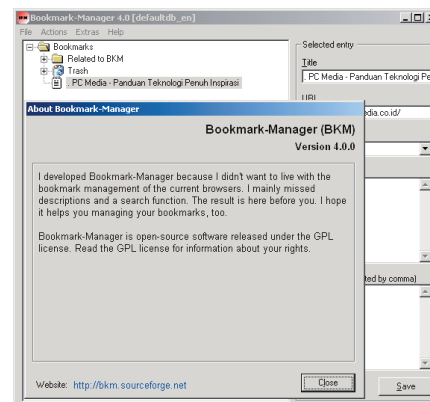 Bookmark-Manager 4.0 [defaultdb_en]
File Actions Extras Help
Bookmarks
Related to BKM
Trash
: PC Media - Panduan Teknologi Penuh Inspirasi
Selected entry
Title
: PC Media - Panduan Teknologi Pe
URL
edia.co.id/
ted by comma)
Save
About Bookmark-Manager
Bookmark-Manager (BKM)
Version 4.0.0
I developed Bookmark-Manager because I didn't want to live with the
bookmark management of the current browsers. I mainly missed
descriptions and a search function. The result is here before you. I hope
it helps you managing your bookmarks, too.
Bookmark-Manager is open-source software released under the GPL
license. Read the GPL license for information about your rights.
Website: http://bkm.sourceforge.net
Close